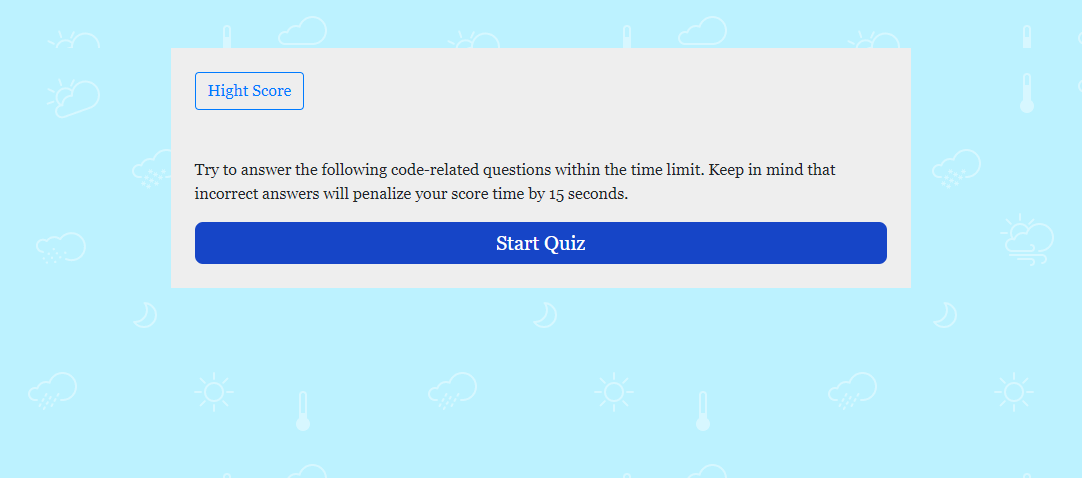 Hight Score
Try to answer the following code-related questions within the time limit. Keep in mind that
incorrect answers will penalize your score time by 15 seconds.
Start Quiz